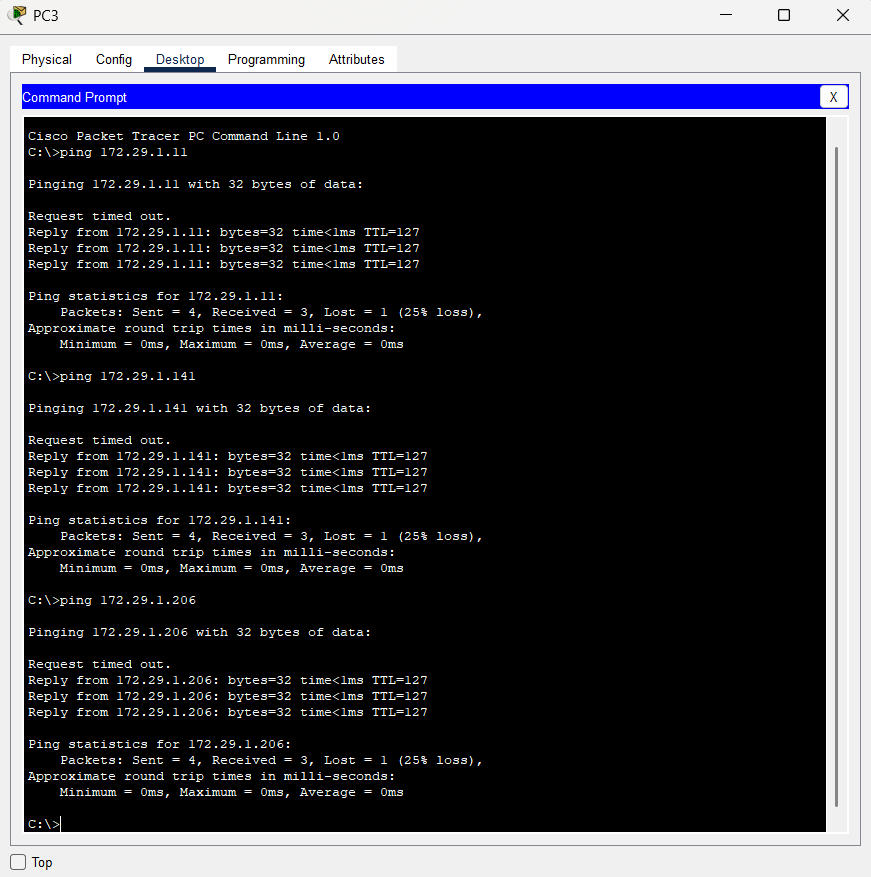 PC3
Physical Config Desktop Programming Attributes
Command Prompt X
Cisco Packet Tracer PC Command Line 1.0
C:\>ping 172.29.1.11
Pinging 172.29.1.11 with 32 bytes of data:
Request timed out.
Reply from 172.29.1.11: bytes=32 time<1ms TTL=127
Reply from 172.29.1.11: bytes=32 time<1ms TTL=127
Reply from 172.29.1.11: bytes=32 time<1ms TTL=127
Ping statistics for 172.29.1.11:
Packets: Sent = 4, Received = 3, Lost = 1 (25% loss),
Approximate round trip times in milli-seconds:
Minimum = 0ms, Maximum = 0ms, Average = 0ms
C:\>ping 172.29.1.141
Pinging 172.29.1.141 with 32 bytes of data:
Request timed out.
Reply from 172.29.1.141: bytes=32 time<1ms TTL=127
Reply from 172.29.1.141: bytes=32 time<1ms TTL=127
Reply from 172.29.1.141: bytes=32 time<1ms TTL=127
Ping statistics for 172.29.1.141:
Packets: Sent = 4, Received = 3, Lost = 1 (25% loss),
Approximate round trip times in milli-seconds:
Minimum = 0ms, Maximum = 0ms, Average = 0ms
C:\>ping 172.29.1.206
Pinging 172.29.1.206 with 32 bytes of data:
Request timed out.
Reply from 172.29.1.206: bytes=32 time<1ms TTL=127
Reply from 172.29.1.206: bytes=32 time<1ms TTL=127
Reply from 172.29.1.206: bytes=32 time<1ms TTL=127
Ping statistics for 172.29.1.206:
Packets: Sent = 4, Received = 3, Lost = 1 (25% loss),
Approximate round trip times in milli-seconds:
Minimum = 0ms, Maximum = 0ms, Average = 0ms
C:\>
Top